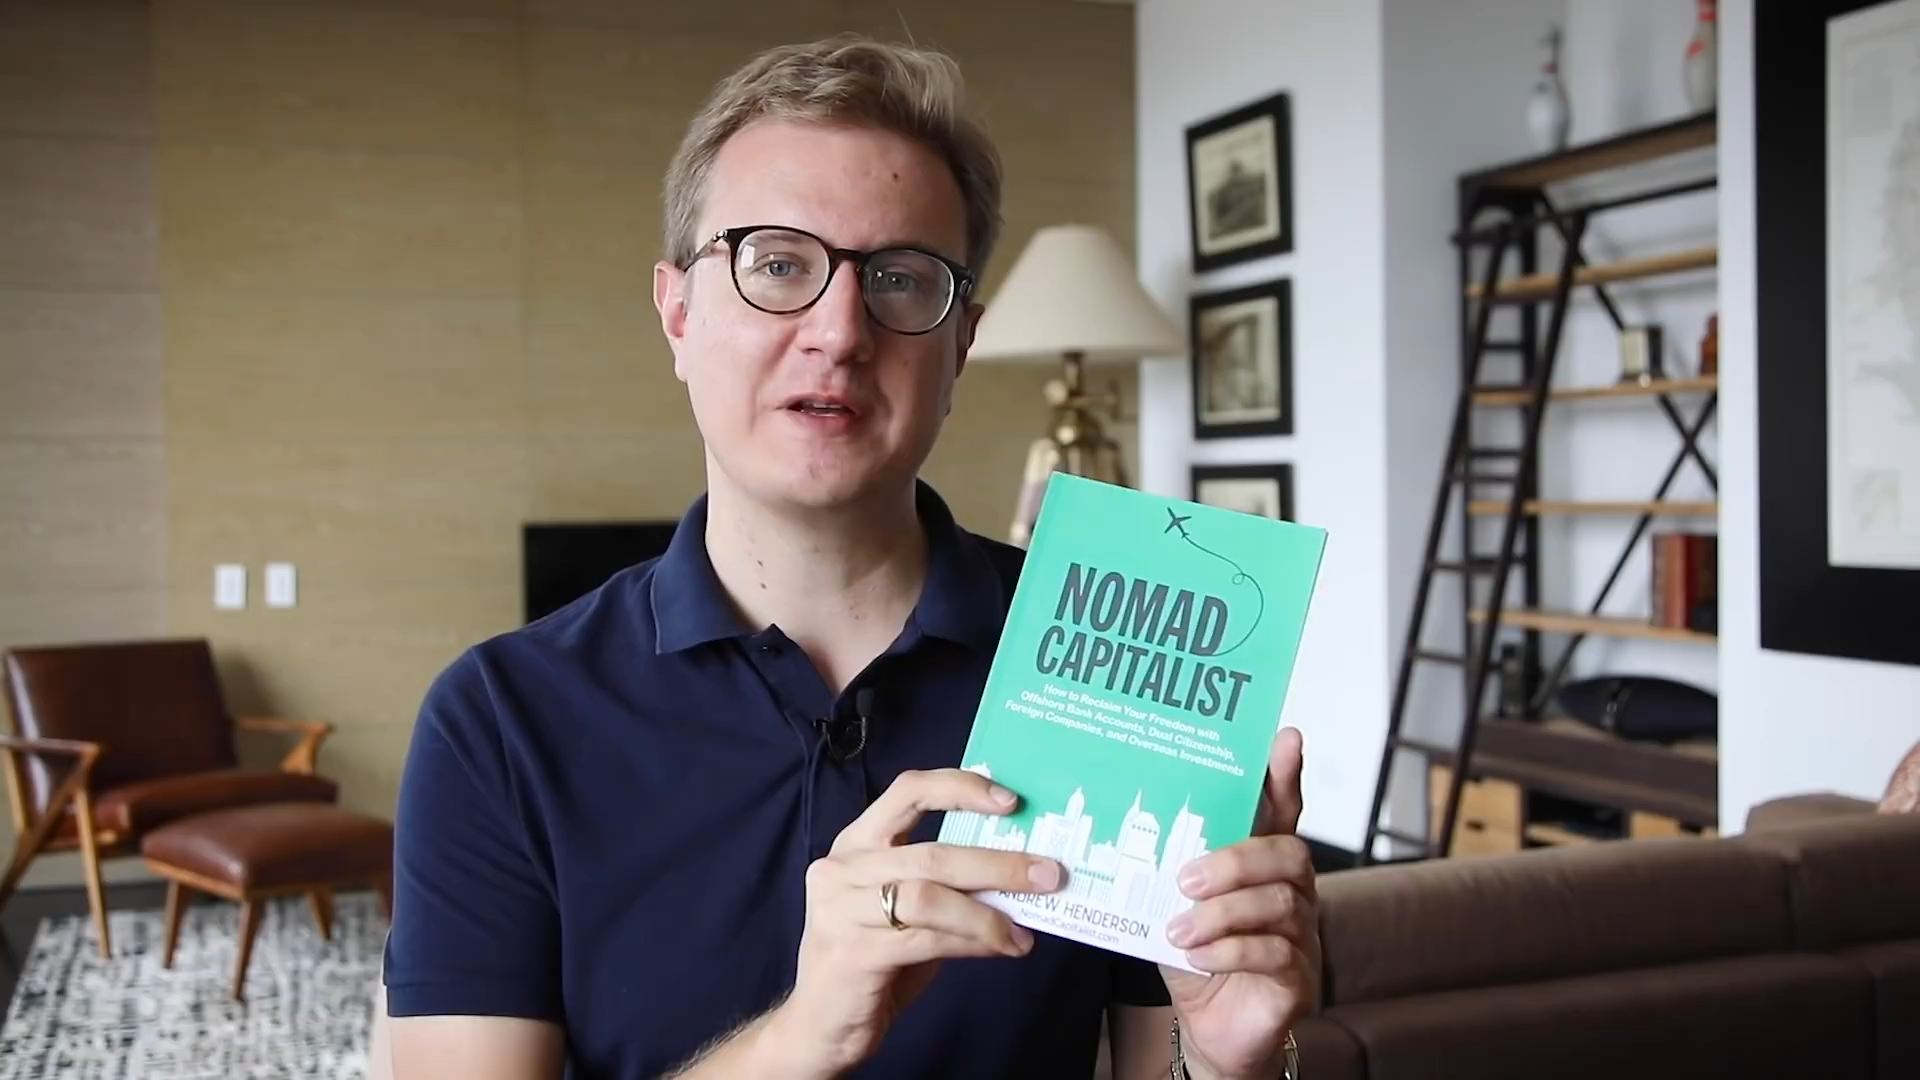 NOMAD
CAPITALIST
How to Reclaim Your Freedom with
Offshore Bank Accounts, Dual Citizenship,
Foreign Companies, and Overseas Investments
ANDREW HENDERSON
NomadCapitalist.com